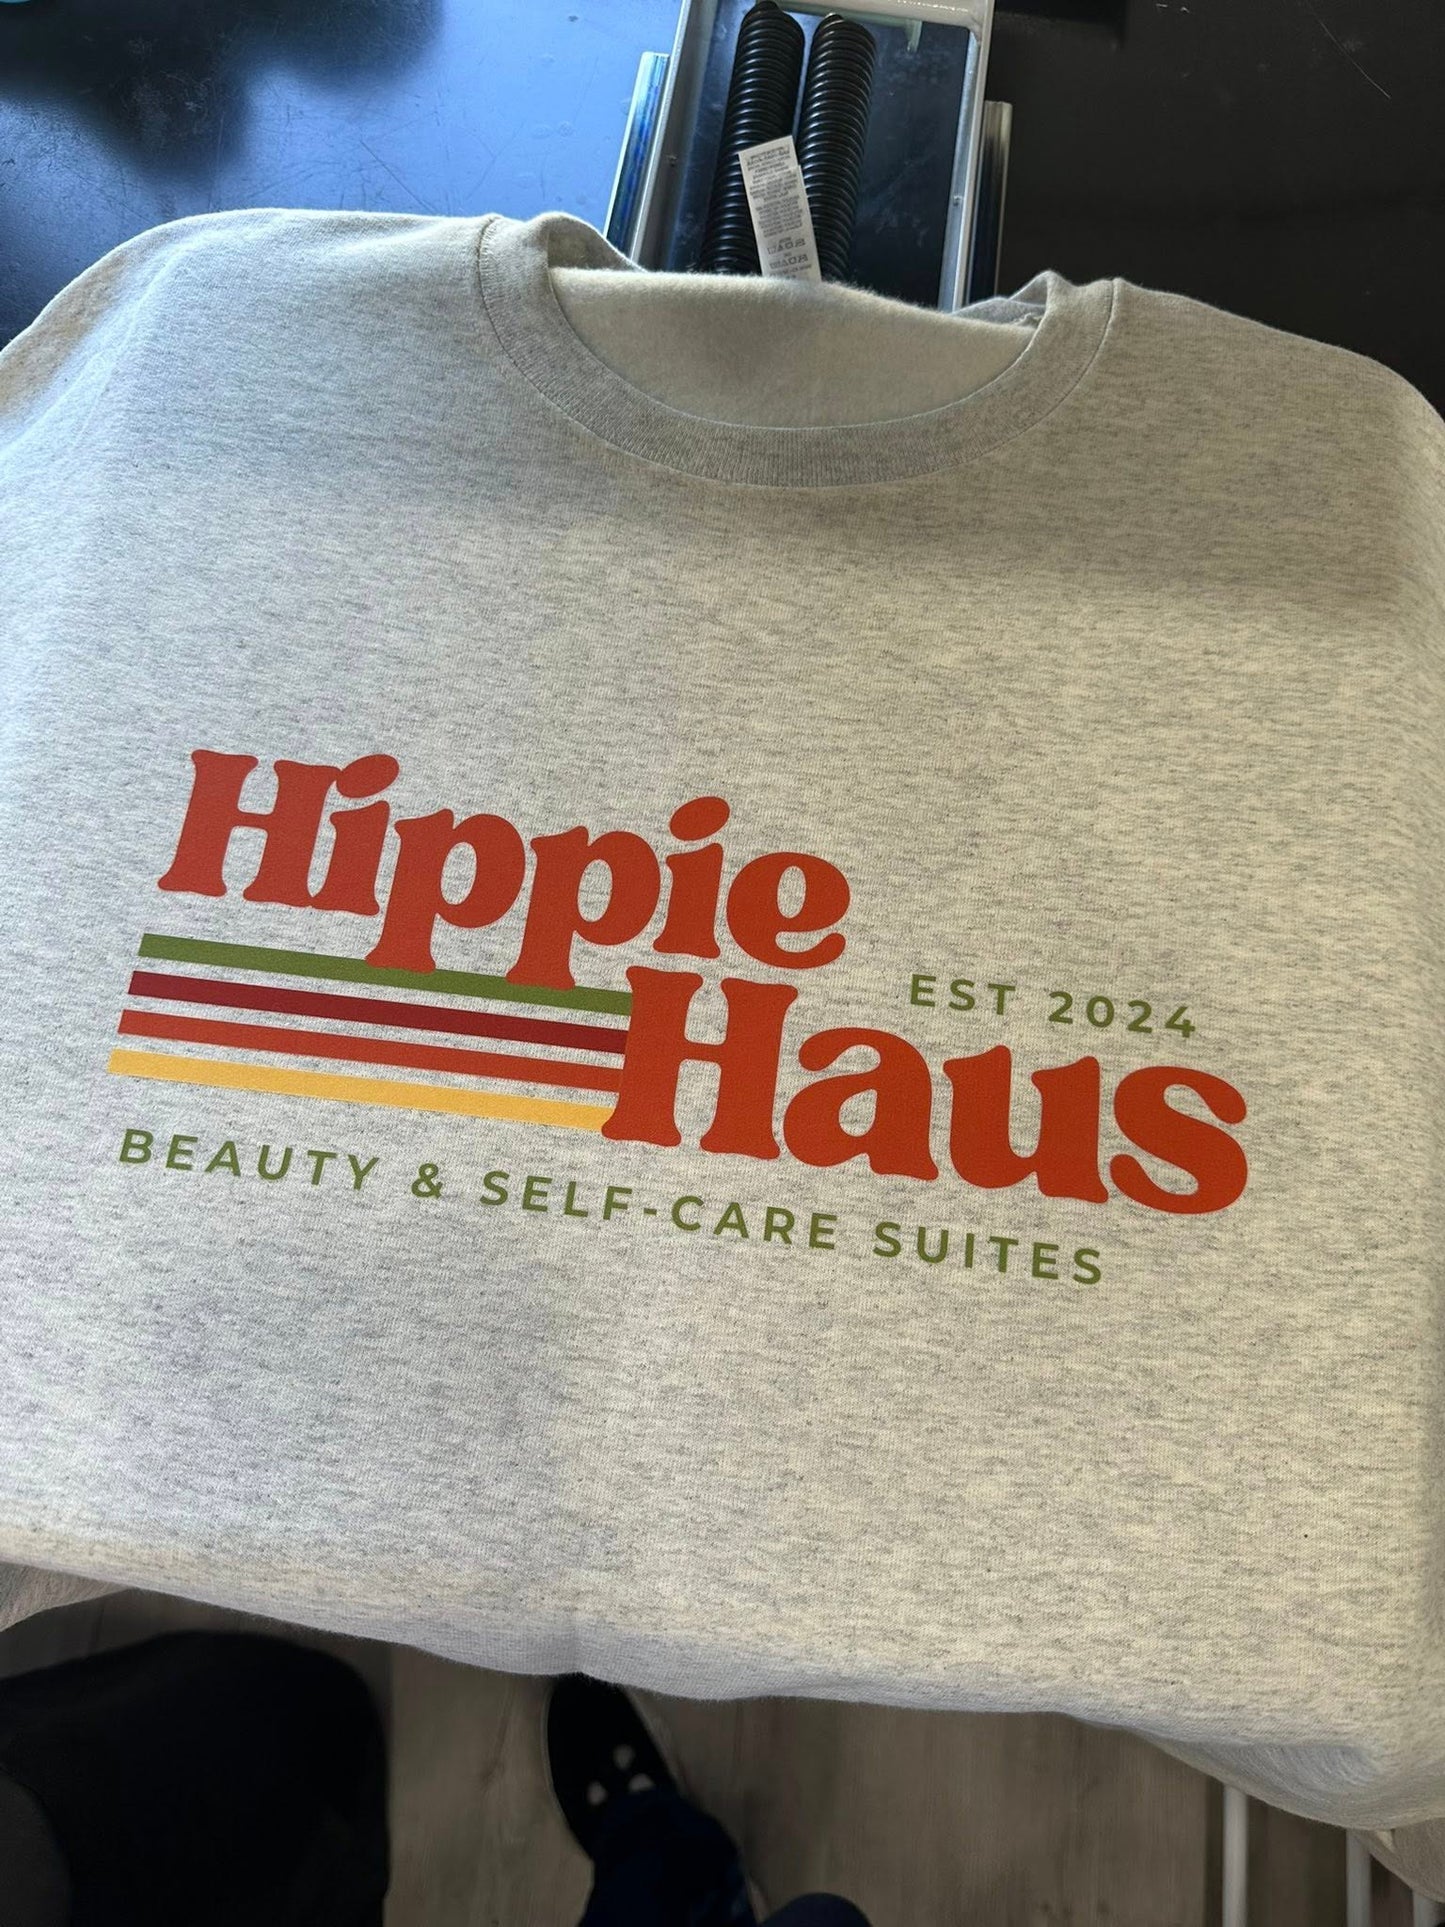 Hippie
EST 2024
Haus
BEAUTY & SELF-CARE SUITES